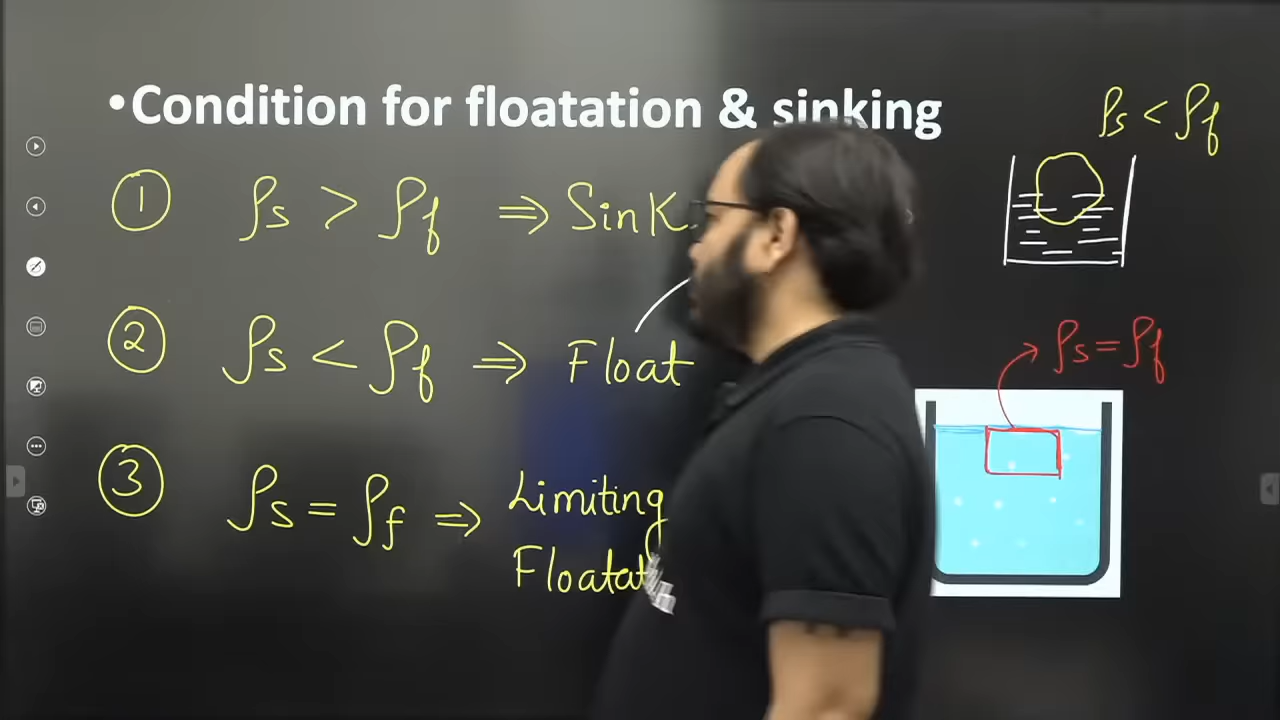 •Condition for floatation & sinking
① ρs > ρf ⇒ Sink
② ρs < ρf ⇒ Float
③ ρs = ρf ⇒ Limiting
ρs < ρf
ρs = ρf